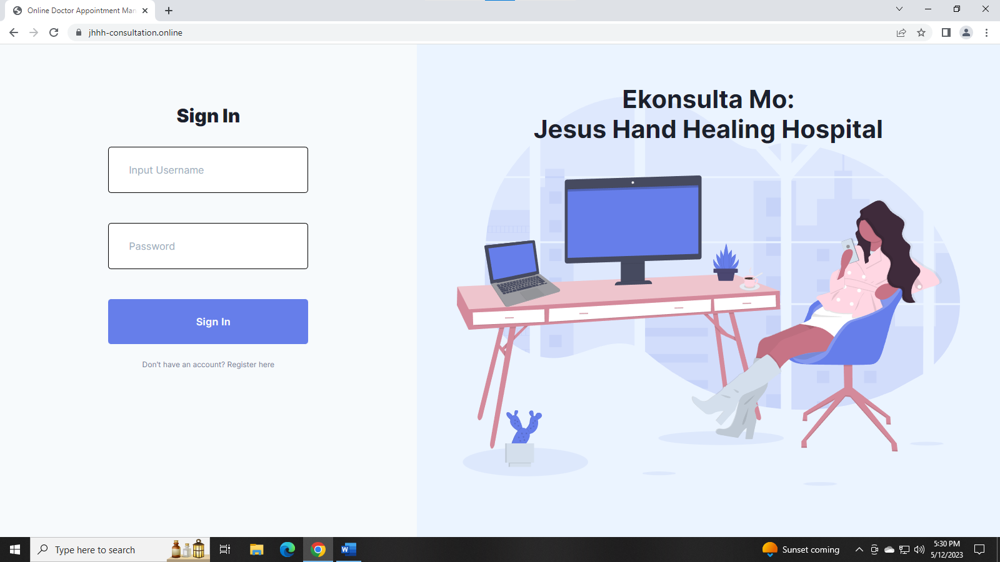 Online Doctor Appointment Man
jhhh-consultation.online
Sign In
Input Username
Password
Sign In
Don't have an account? Register here
Ekonsulta Mo:
Jesus Hand Healing Hospital
Type here to search
Sunset coming
5:30 PM
5/12/2023